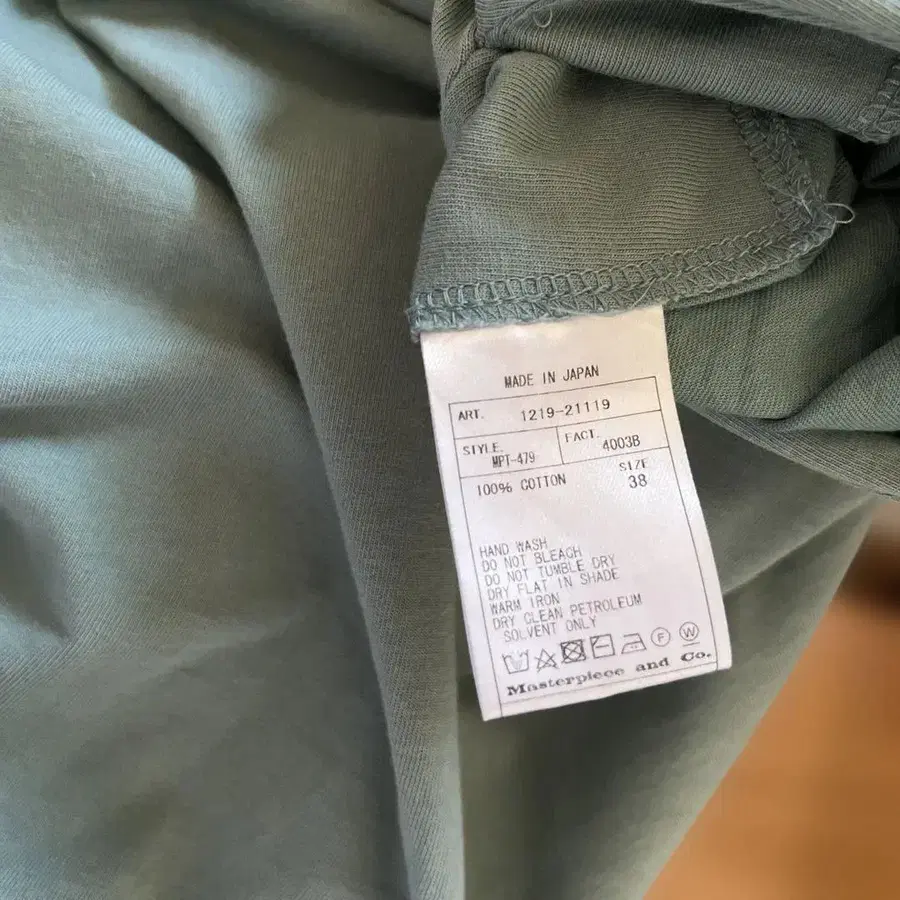 MADE IN JAPAN
ART. 1219-21119
STYLE. MPT-479 FACT. 4003B
100% COTTON SIZE 38
HAND WASH
DO NOT BLEACH
DO NOT TUMBLE DRY
DRY FLAT IN SHADE
WARM IRON
DRY CLEAN PETROLEUM
SOLVENT ONLY
F W
Masterpiece and Co.